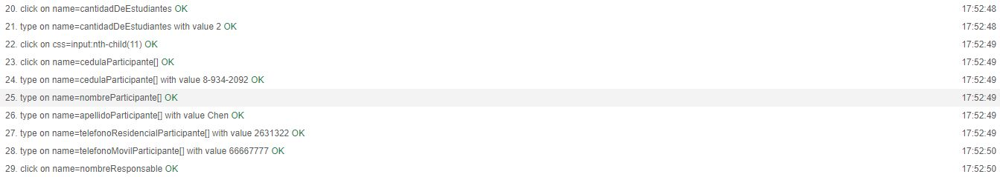 20. click on name=cantidadDeEstudiantes OK 17:52:48
21. type on name=cantidadDeEstudiantes with value 2 OK 17:52:48
22. click on css=input:nth-child(11) OK 17:52:49
23. click on name=cedulaParticipante[] OK 17:52:49
24. type on name=cedulaParticipante[] with value 8-934-2092 OK 17:52:49
25. type on name=nombreParticipante[] OK 17:52:49
26. type on name=apellidoParticipante[] with value Chen OK 17:52:49
27. type on name=telefonoResidencialParticipante[] with value 2631322 OK 17:52:49
28. type on name=telefonoMovilParticipante[] with value 66667777 OK 17:52:50
29. click on name=nombreResponsable OK 17:52:50